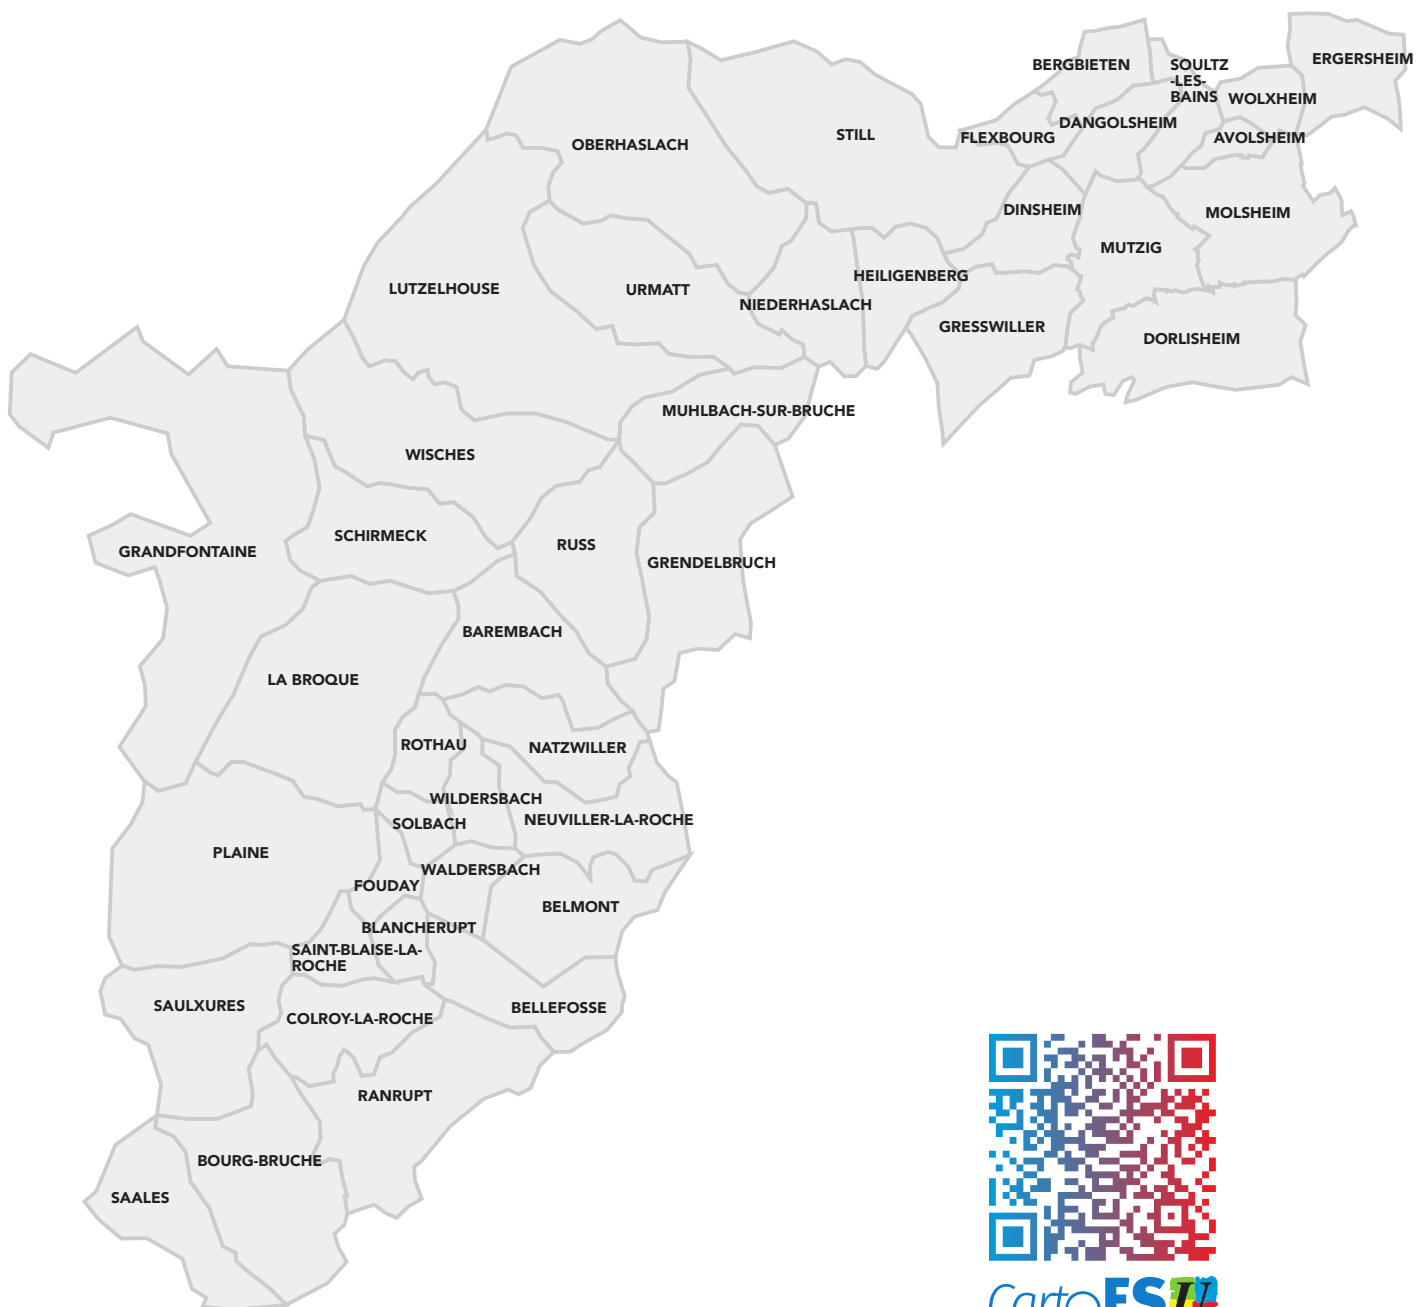 ERGERSHEIM
BERGBIETEN
SOULTZ
-LES-
BAINS
WOLXHEIM
DANGOLSHEIM
FLEXBOURG
AVOLSHEIM
STILL
OBERHASLACH
DINSHEIM
MOLSHEIM
MUTZIG
HEILIGENBERG
LUTZELHOUSE
URMATT
NIEDERHASLACH
GRESSWILLER
DORLISHEIM
MUHLBACH-SUR-BRUCHE
WISCHES
SCHIRMECK
RUSS
GRANDFONTAINE
GRENDELBRUCH
BAREMBACH
LA BROQUE
ROTHAU
NATZWILLER
WILDERSBACH
SOLBACH
NEUVILLER-LA-ROCHE
PLAINE
WALDERSBACH
FOUDAY
BELMONT
BLANCHERUPT
SAINT-BLAISE-LA-
ROCHE
SAULXURES
COLROY-LA-ROCHE
BELLEFOSSE
RANRUPT
BOURG-BRUCHE
SAALES
CartoESU